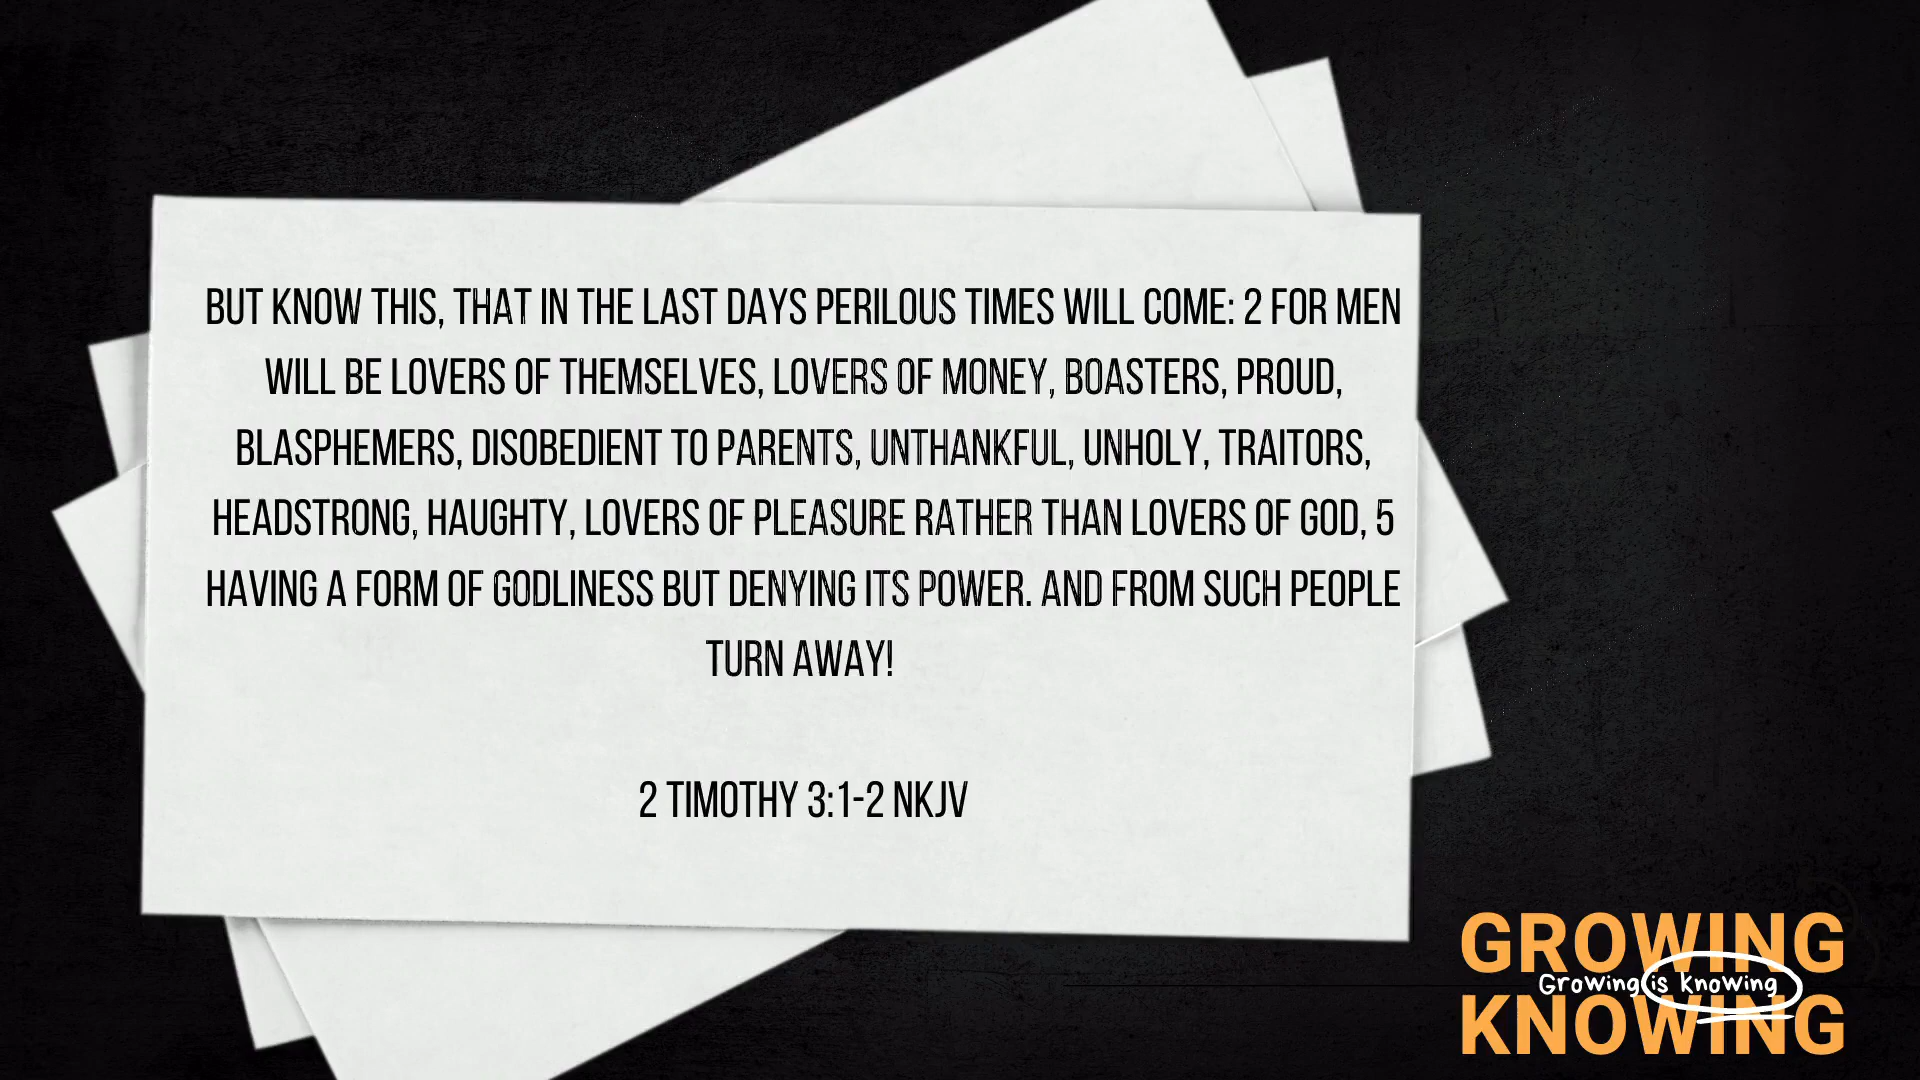 BUT KNOW THIS, THAT IN THE LAST DAYS PERILOUS TIMES WILL COME: 2 FOR MEN
WILL BE LOVERS OF THEMSELVES, LOVERS OF MONEY, BOASTERS, PROUD,
BLASPHEMERS, DISOBEDIENT TO PARENTS, UNTHANKFUL, UNHOLY, TRAITORS,
HEADSTRONG, HAUGHTY, LOVERS OF PLEASURE RATHER THAN LOVERS OF GOD, 5
HAVING A FORM OF GODLINESS BUT DENYING ITS POWER. AND FROM SUCH PEOPLE
TURN AWAY!
2 TIMOTHY 3:1-2 NKJV
GROWING
Growing is knowing
KNOWING